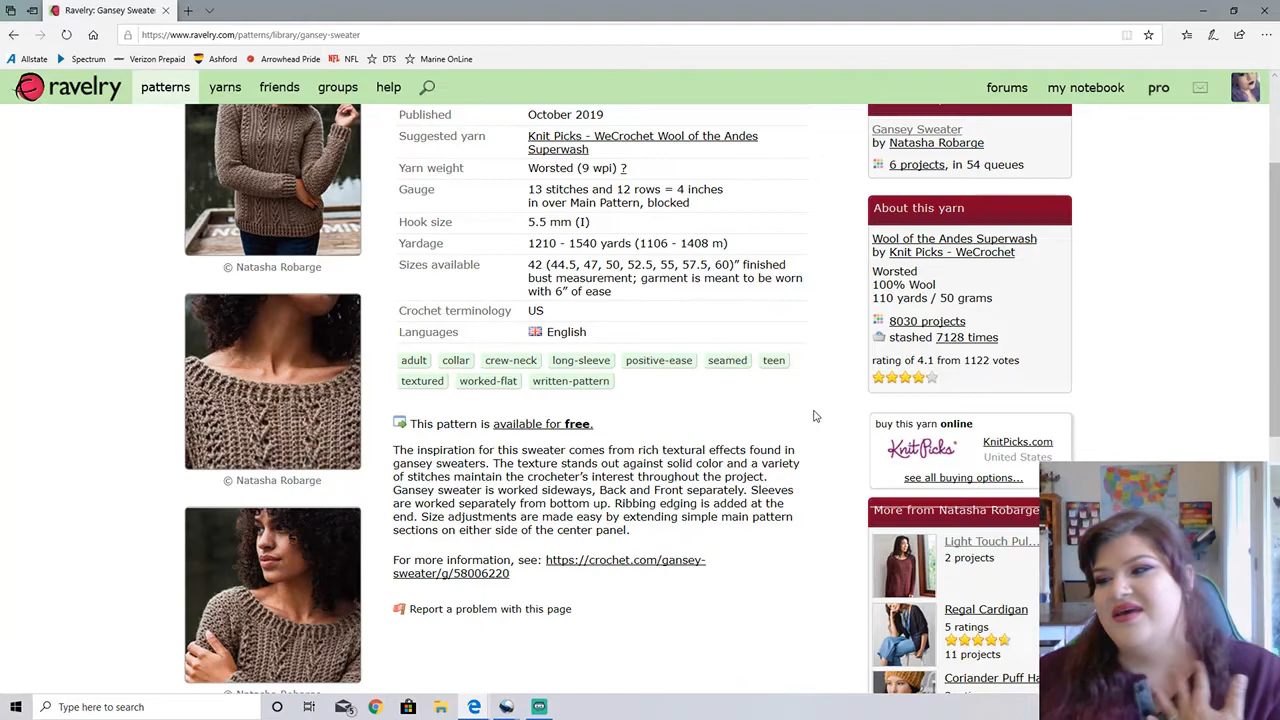 Ravelry: Gansey Sweater
https://www.ravelry.com/patterns/library/gansey-sweater
Allstate Spectrum Verizon Prepaid Ashford Arrowhead Pride NFL NFL DTS Marine OnLine
ravelry patterns yarns friends groups help forums my notebook pro
© Natasha Robarge
© Natasha Robarge
Published October 2019
Suggested yarn Knit Picks - WeCrochet Wool of the Andes
Superwash
Yarn weight Worsted (9 wpi) ?
Gauge 13 stitches and 12 rows = 4 inches
in over Main Pattern, blocked
Hook size 5.5 mm (I)
Yardage 1210 - 1540 yards (1106 - 1408 m)
Sizes available 42 (44.5, 47, 50, 52.5, 55, 57.5, 60)” finished
bust measurement; garment is meant to be worn
with 6” of ease
Crochet terminology US
Languages English
adult collar crew-neck long-sleeve positive-ease seamed teen
textured worked-flat written-pattern
This pattern is available for free.
The inspiration for this sweater comes from rich textural effects found in
gansey sweaters. The texture stands out against solid color and a variety
of stitches maintain the crocheter’s interest throughout the project.
Gansey sweater is worked sideways, Back and Front separately. Sleeves
are worked separately from bottom up. Ribbing edging is added at the
end. Size adjustments are made easy by extending simple main pattern
sections on either side of the center panel.
For more information, see: https://crochet.com/gansey-
sweater/g/58006220
Report a problem with this page
Gansey Sweater
by Natasha Robarge
6 projects, in 54 queues
About this yarn
Wool of the Andes Superwash
by Knit Picks - WeCrochet
Worsted
100% Wool
110 yards / 50 grams
8030 projects
stashed 7128 times
rating of 4.1 from 1122 votes
buy this yarn online
KnitPicks KnitPicks.com
United States
see all buying options...
More from Natasha Robarge
Light Touch Pul...
2 projects
Regal Cardigan
5 ratings
11 projects
Coriander Puff Ha
Type here to search
5